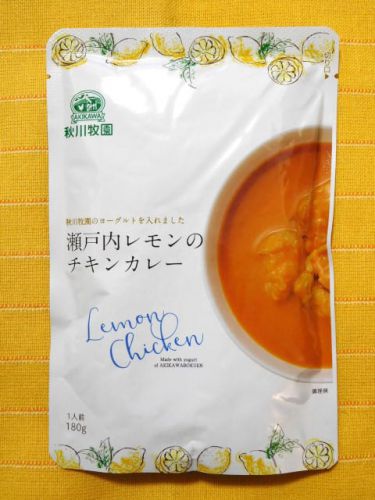 AKIKAWA
秋川牧園
秋川牧園のヨーグルトを入れました
瀬戸内レモンの
チキンカレー
Lemon
Chicken
Made with yogurt
of AKIKAWABOKUEN
調理例
1人前
180g